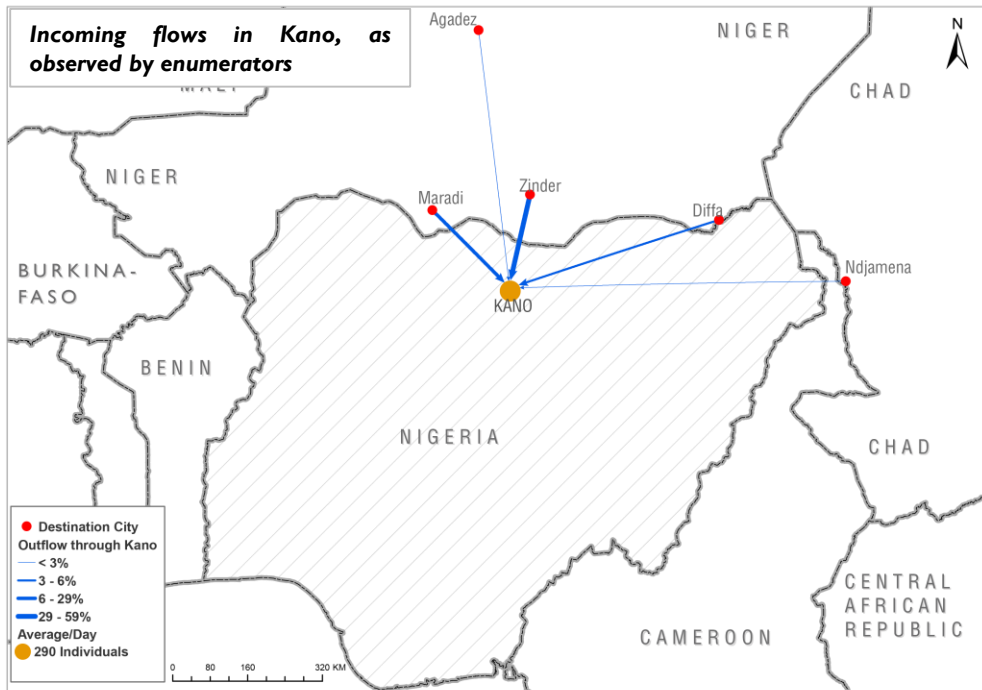 Incoming flows in Kano, as
observed by enumerators
Agadez
NIGER
N
CHAD
MALI
NIGER
Maradi
Zinder
Diffa
Ndjamena
BURKINA-
FASO
KANO
BENIN
NIGERIA
CHAD
Destination City
Outflow through Kano
< 3%
3 - 6%
6 - 29%
29 - 59%
Average/Day
290 Individuals
0 80 160 320 KM
CAMEROON
CENTRAL
AFRICAN
REPUBLIC